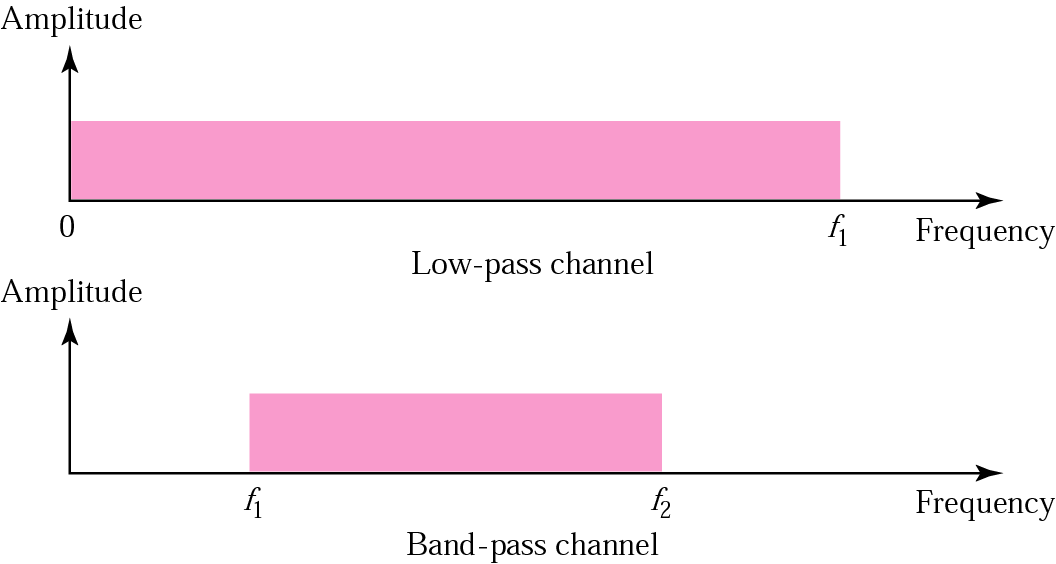 Amplitude
0
f1
Frequency
Low-pass channel
Amplitude
f1
f2
Frequency
Band-pass channel